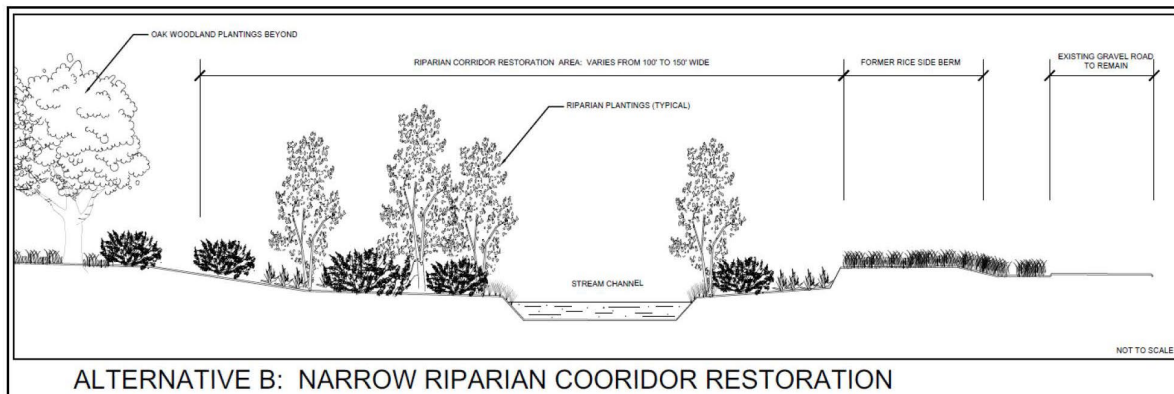 OAK WOODLAND PLANTINGS BEYOND
RIPARIAN CORRIDOR RESTORATION AREA: VARIES FROM 100' TO 150' WIDE
FORMER RICE SIDE BERM
EXISTING GRAVEL ROAD
TO REMAIN
RIPARIAN PLANTINGS (TYPICAL)
STREAM CHANNEL
NOT TO SCALE
ALTERNATIVE B: NARROW RIPARIAN COORIDOR RESTORATION